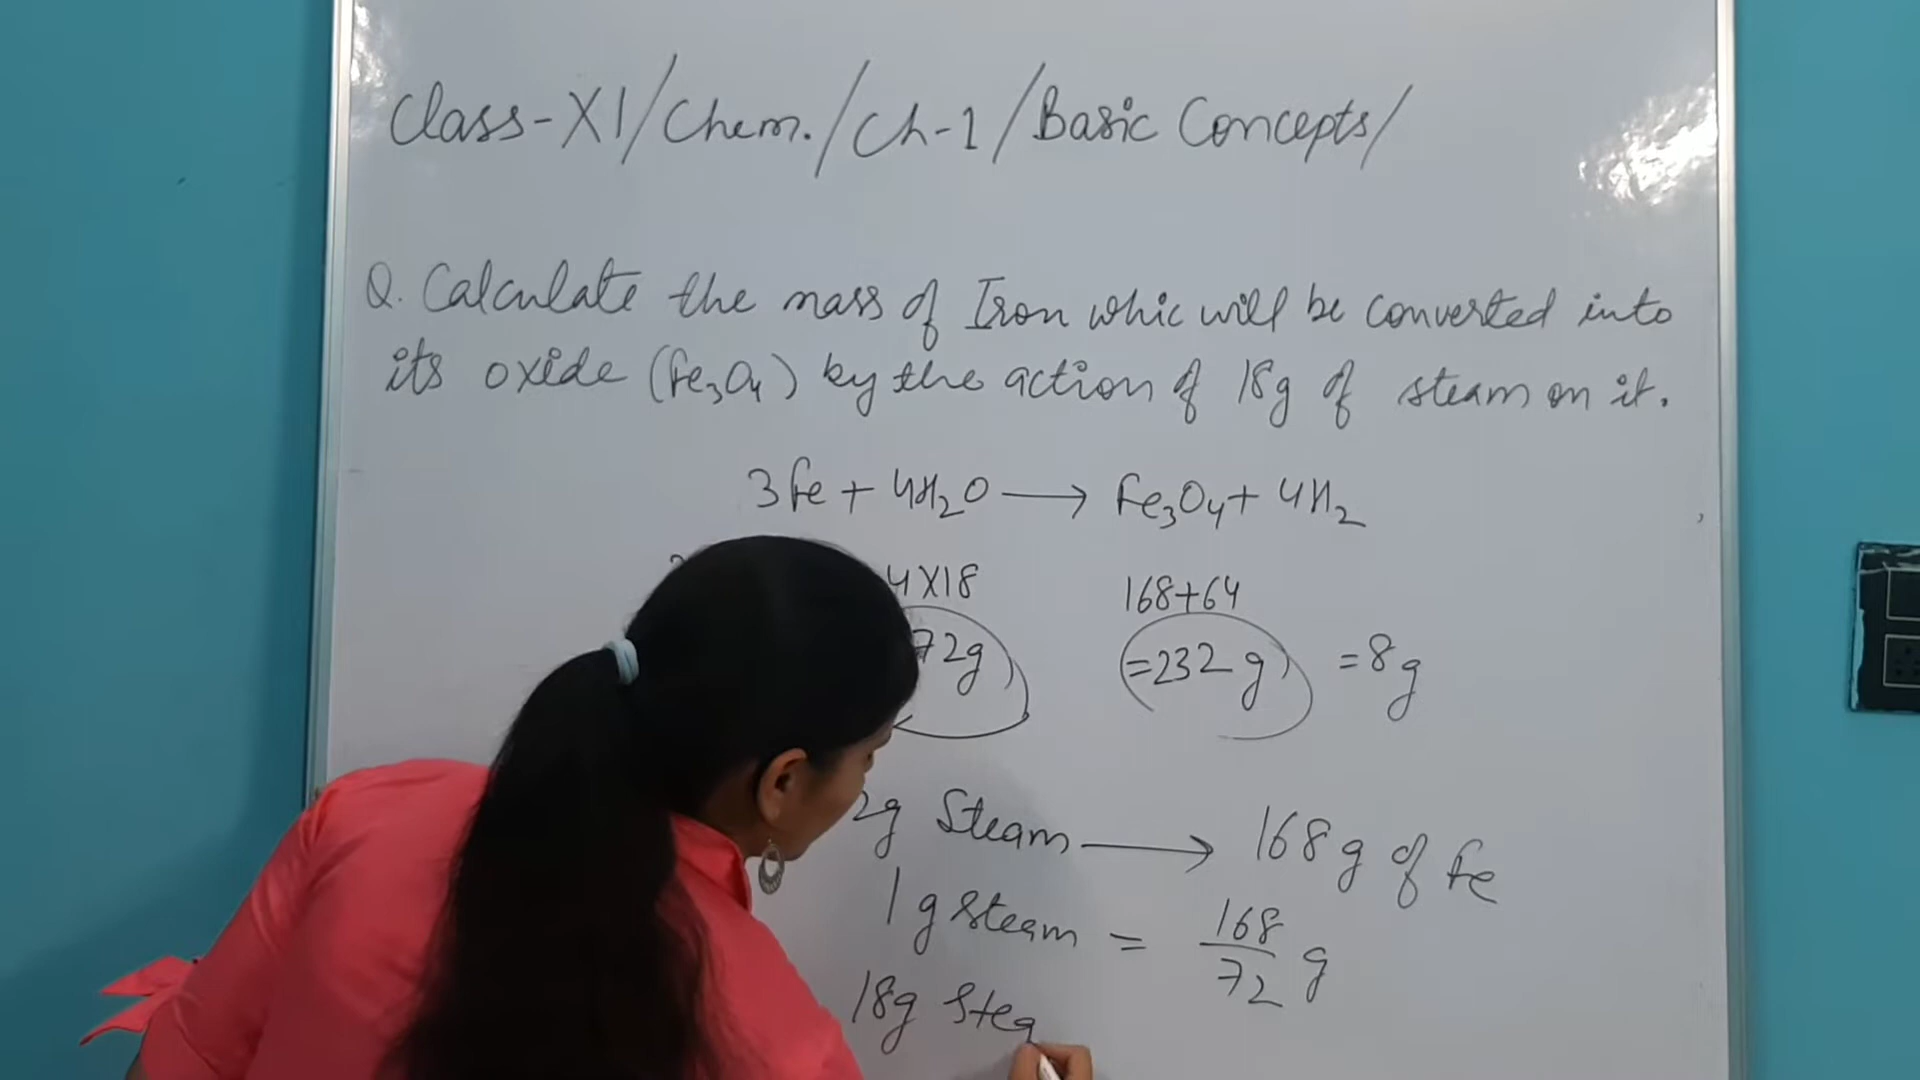 Class-XI/Chem./Ch-1/Basic Concepts/
Q. Calculate the mass of Iron whic will be converted into
its oxide (Fe₃O₄) by the action of 18g of steam on it.
3Fe + 4H₂O ⟶ Fe₃O₄ + 4H₂
4X18 168+64
72g =232g =8g
2g Steam ⟶ 168g of Fe
1g steam = 168/72 g
18g Stea